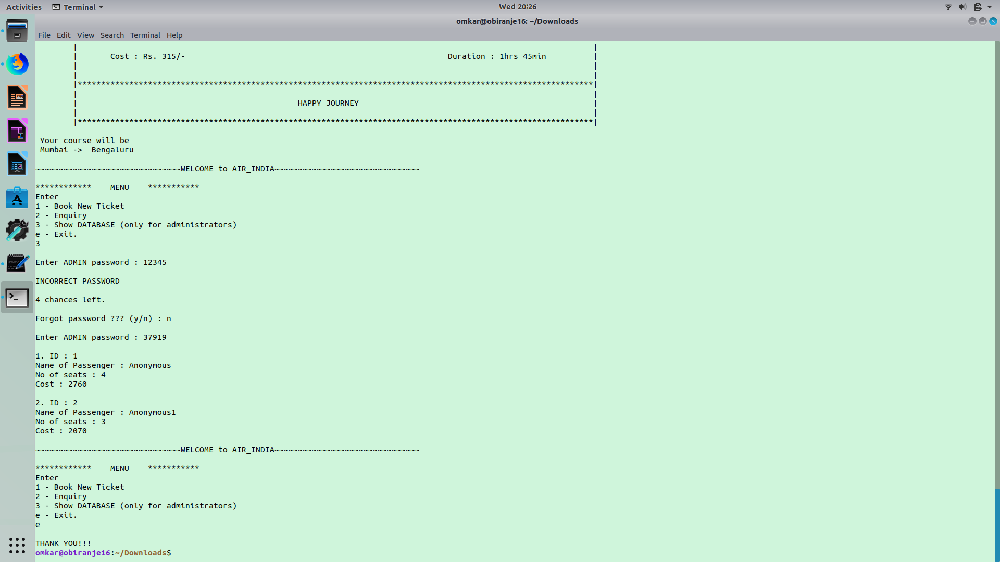 Activities Terminal Wed 20:26
omkar@obiranje16: ~/Downloads
File Edit View Search Terminal Help
|                                                                                                              |
|       Cost : Rs. 315/-                                                        Duration : 1hrs 45min          |
|                                                                                                              |
|                                                                                                              |
|**************************************************************************************************************|
|                                                                                                              |
|                                               HAPPY JOURNEY                                                  |
|                                                                                                              |
|**************************************************************************************************************|
Your course will be
Mumbai ->  Bengaluru
~~~~~~~~~~~~~~~~~~~~~~~~~~~~~~~WELCOME to AIR_INDIA~~~~~~~~~~~~~~~~~~~~~~~~~~~~~~~
************    MENU    ***********
Enter
1 - Book New Ticket
2 - Enquiry
3 - Show DATABASE (only for administrators)
e - Exit.
3
Enter ADMIN password : 12345
INCORRECT PASSWORD
4 chances left.
Forgot password ??? (y/n) : n
Enter ADMIN password : 37919
1. ID : 1
Name of Passenger : Anonymous
No of seats : 4
Cost : 2760
2. ID : 2
Name of Passenger : Anonymous1
No of seats : 3
Cost : 2070
~~~~~~~~~~~~~~~~~~~~~~~~~~~~~~~WELCOME to AIR_INDIA~~~~~~~~~~~~~~~~~~~~~~~~~~~~~~~
************    MENU    ***********
Enter
1 - Book New Ticket
2 - Enquiry
3 - Show DATABASE (only for administrators)
e - Exit.
e
THANK YOU!!!
omkar@obiranje16:~/Downloads$